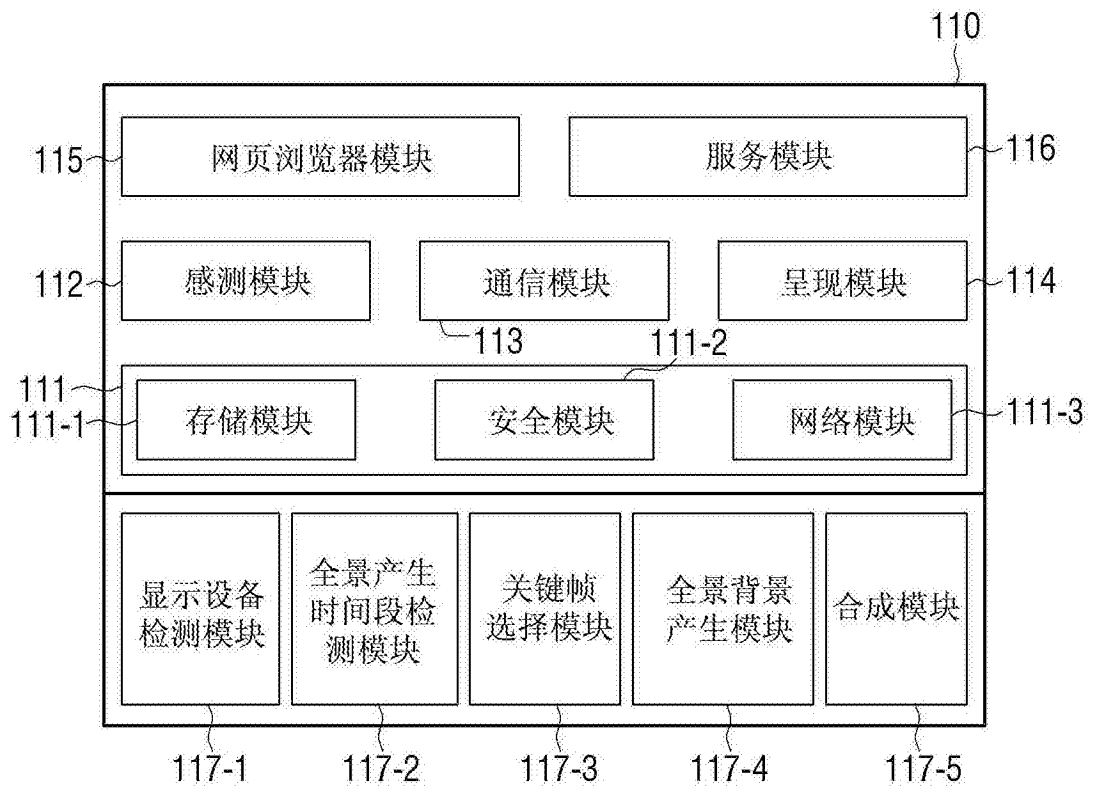 110
115
网页浏览器模块
服务模块
116
112
感测模块
通信模块
呈现模块
114
113
111-2
111
111-1
存储模块
安全模块
网络模块
111-3
显示设备
检测模块
全景产生
时间段检
测模块
关键帧
选择模块
全景背景
产生模块
合成模块
117-1
117-2
117-3
117-4
117-5